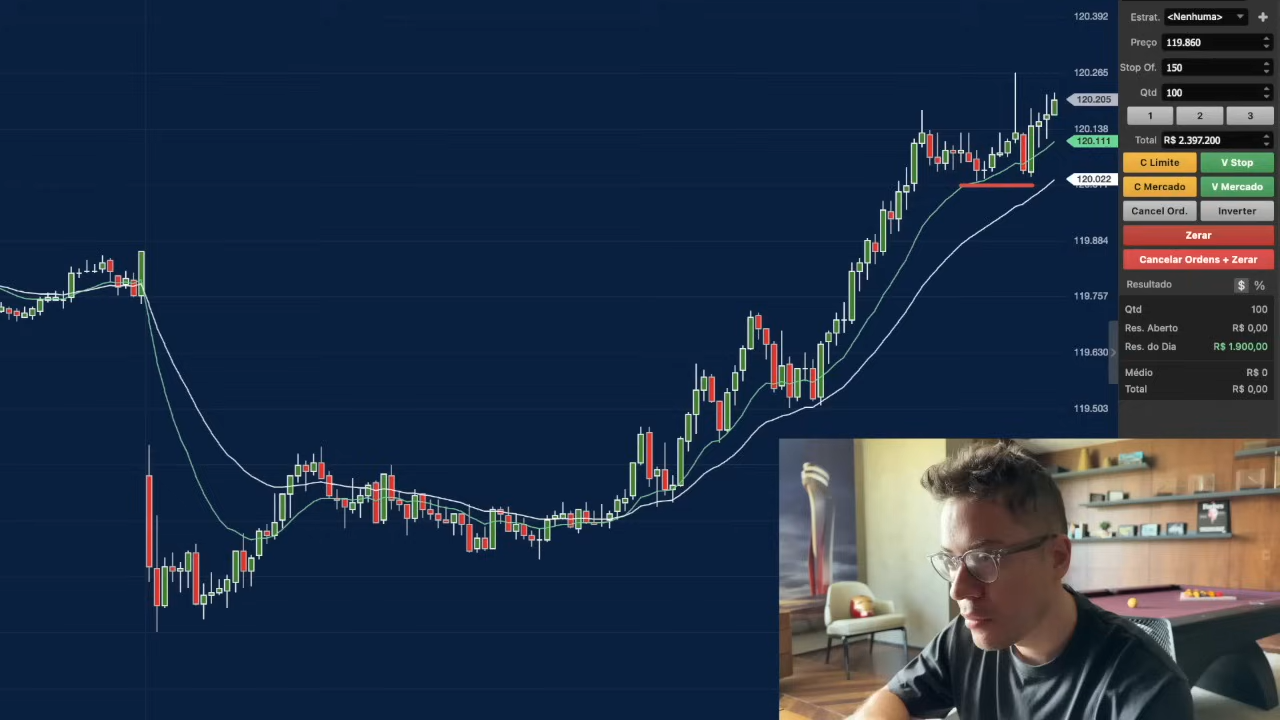 120.392
120.265
120.205
120.138
120.111
120.022
119.884
119.757
119.630
119.503
Estrat. <Nenhuma>
Preço 119.860
Stop Of. 150
Qtd 100
1 2 3
Total R$ 2.397.200
C Limite V Stop
C Mercado V Mercado
Cancel Ord. Inverter
Zerar
Cancelar Ordens + Zerar
Resultado $ %
Qtd 100
Res. Aberto R$ 0,00
Res. do Dia R$ 1.900,00
Médio R$ 0
Total R$ 0,00